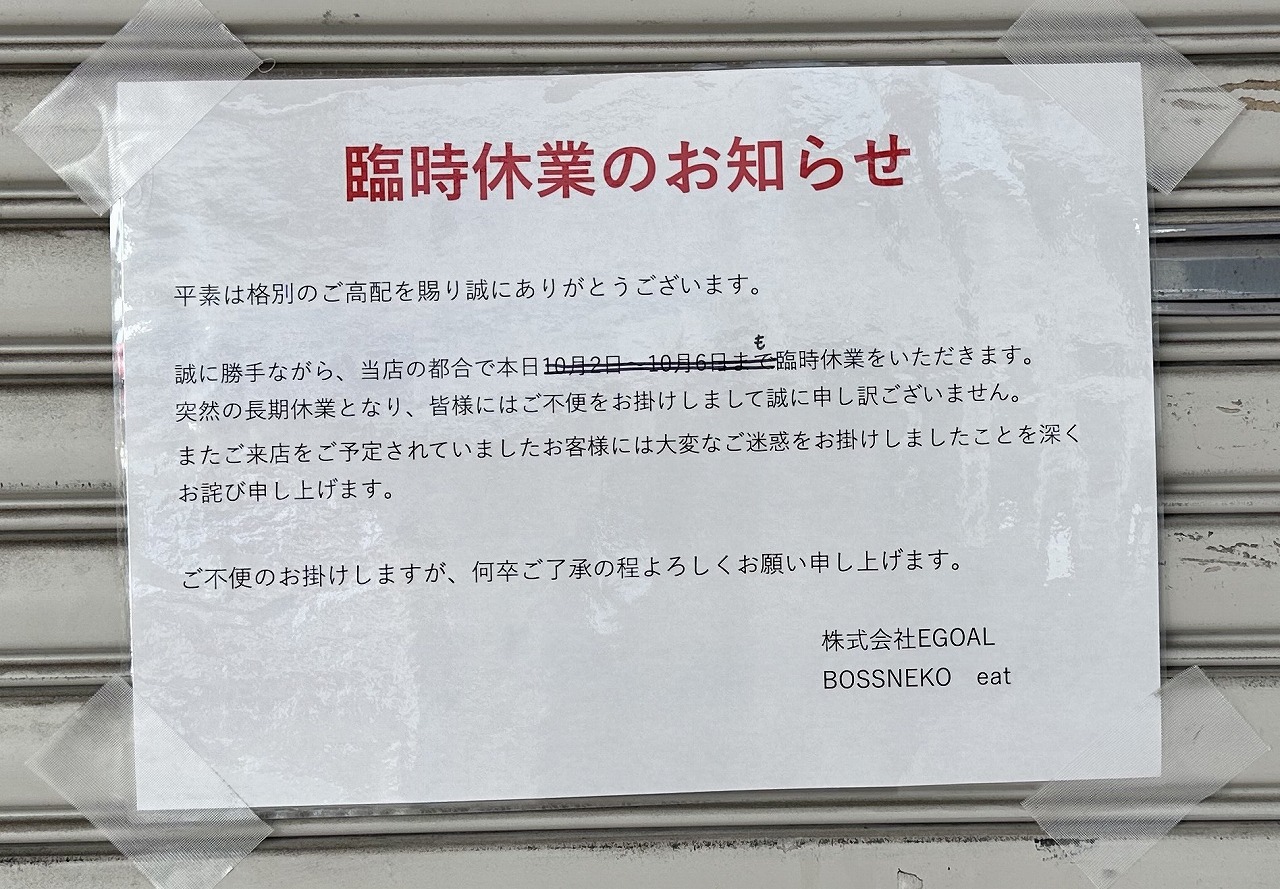 臨時休業のお知らせ
平素は格別のご高配を賜り誠にありがとうございます。
も
誠に勝手ながら、当店の都合で本日10月2日~10月6日まで臨時休業をいただきます。
突然の長期休業となり、皆様にはご不便をお掛けしまして誠に申し訳ございません。
またご来店をご予定されていましたお客様には大変なご迷惑をお掛けしましたことを深く
お詫び申し上げます。
ご不便のお掛けしますが、何卒ご了承の程よろしくお願い申し上げます。
株式会社EGOAL
BOSSNEKO eat